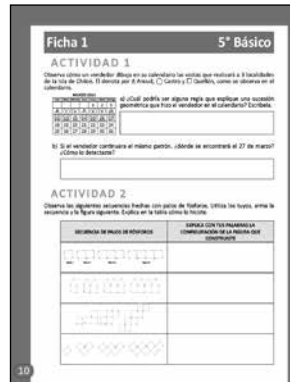 Ficha 1 5° Básico
ACTIVIDAD 1
Observa cómo un vendedor dibuja en su calendario las visitas que realizará a 3 localidades
de la Isla de Chiloé. El denota por Δ Ancud, ◯ Castro y □ Quellón, como se observa en el
calendario.
a) ¿Cuál podría ser alguna regla que explique una sucesión
geométrica que hizo el vendedor en el calendario? Escríbela.
b) Si el vendedor continuara el mismo patrón, ¿dónde se encontrará el 27 de marzo?
¿Cómo lo detectaste?
ACTIVIDAD 2
Observa las siguientes secuencias hechas con palos de fósforos. Utiliza los tuyos, arma la
secuencia y la figura siguiente. Explica en la tabla cómo lo hiciste.
SECUENCIA DE PALOS DE FÓSFOROS
EXPLICA CON TUS PALABRAS LA
CONFIGURACIÓN DE LA FIGURA QUE
CONSTRUISTE
10